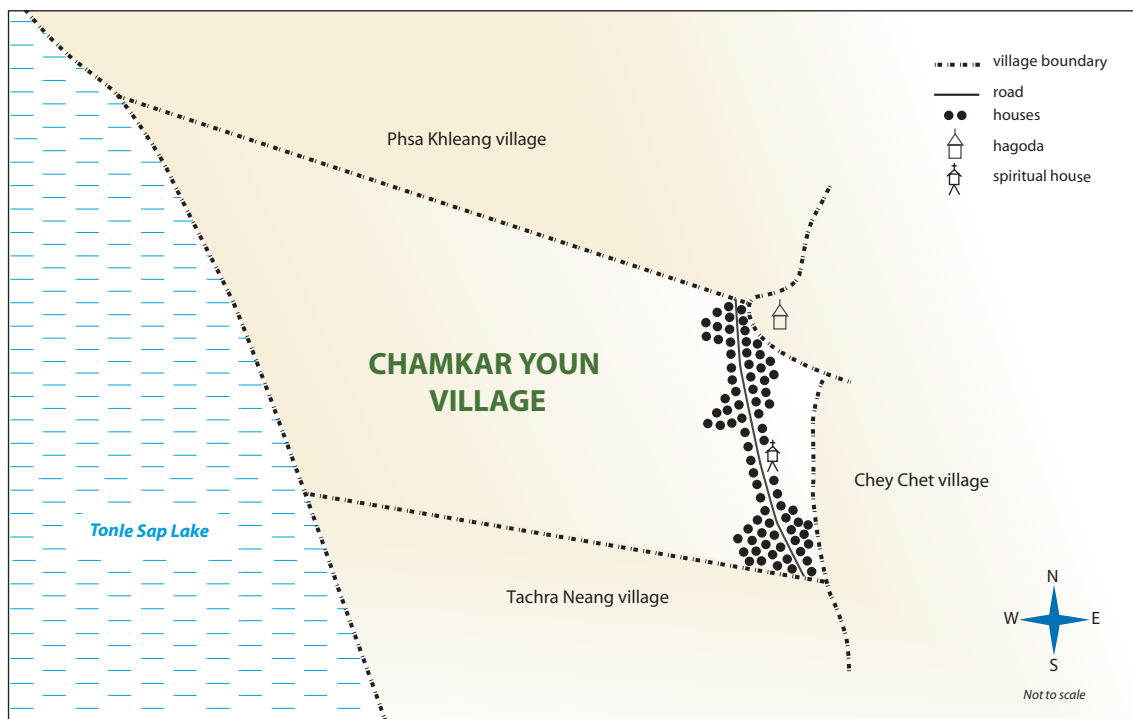 village boundary
road
houses
hagoda
spiritual house
Phsa Khleang village
CHAMKAR YOUN
VILLAGE
Chey Chet village
Tonle Sap Lake
Tachra Neang village
N
W
E
S
Not to scale